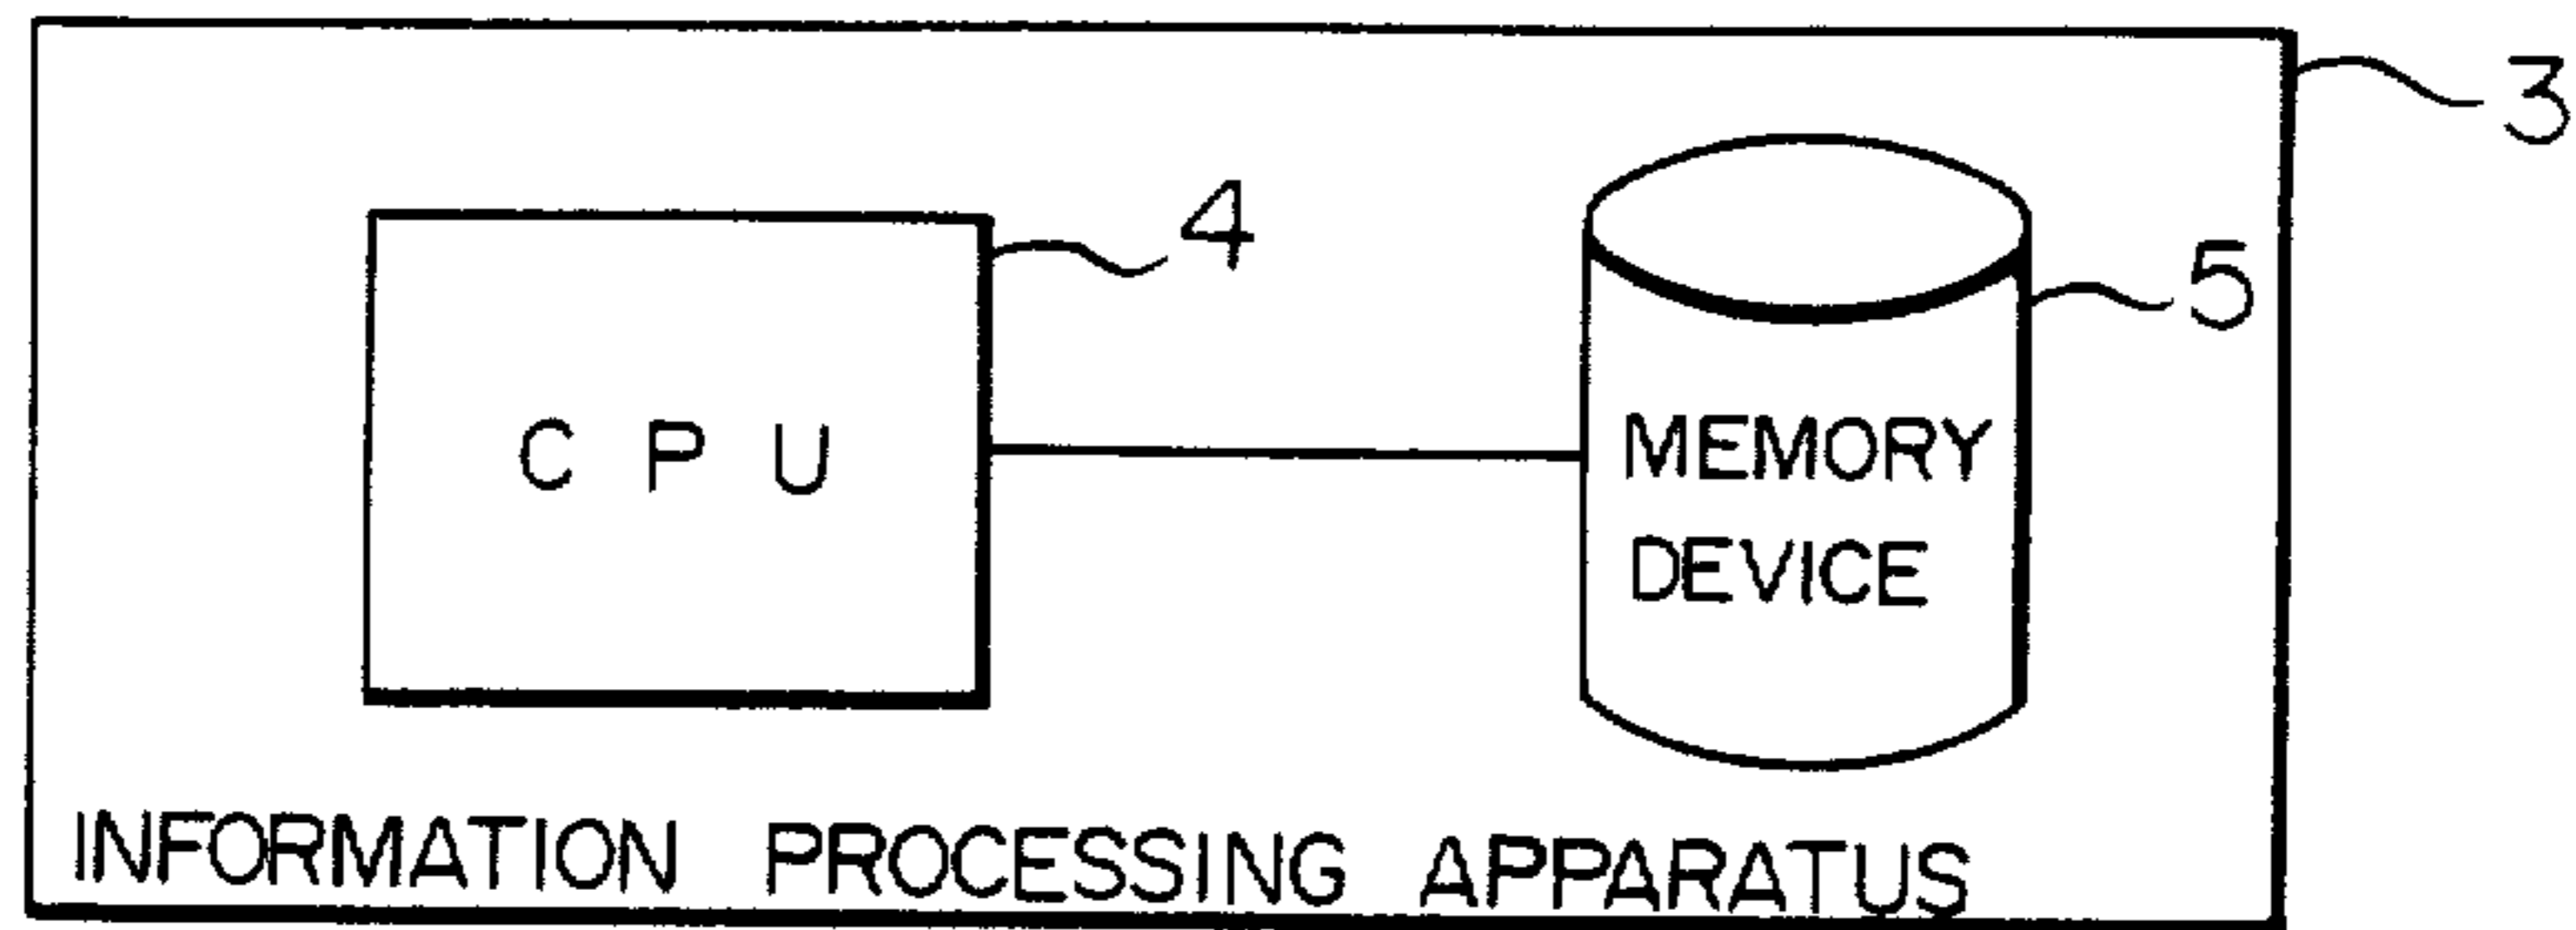 3
4
5
C P U
MEMORY
DEVICE
INFORMATION PROCESSING APPARATUS